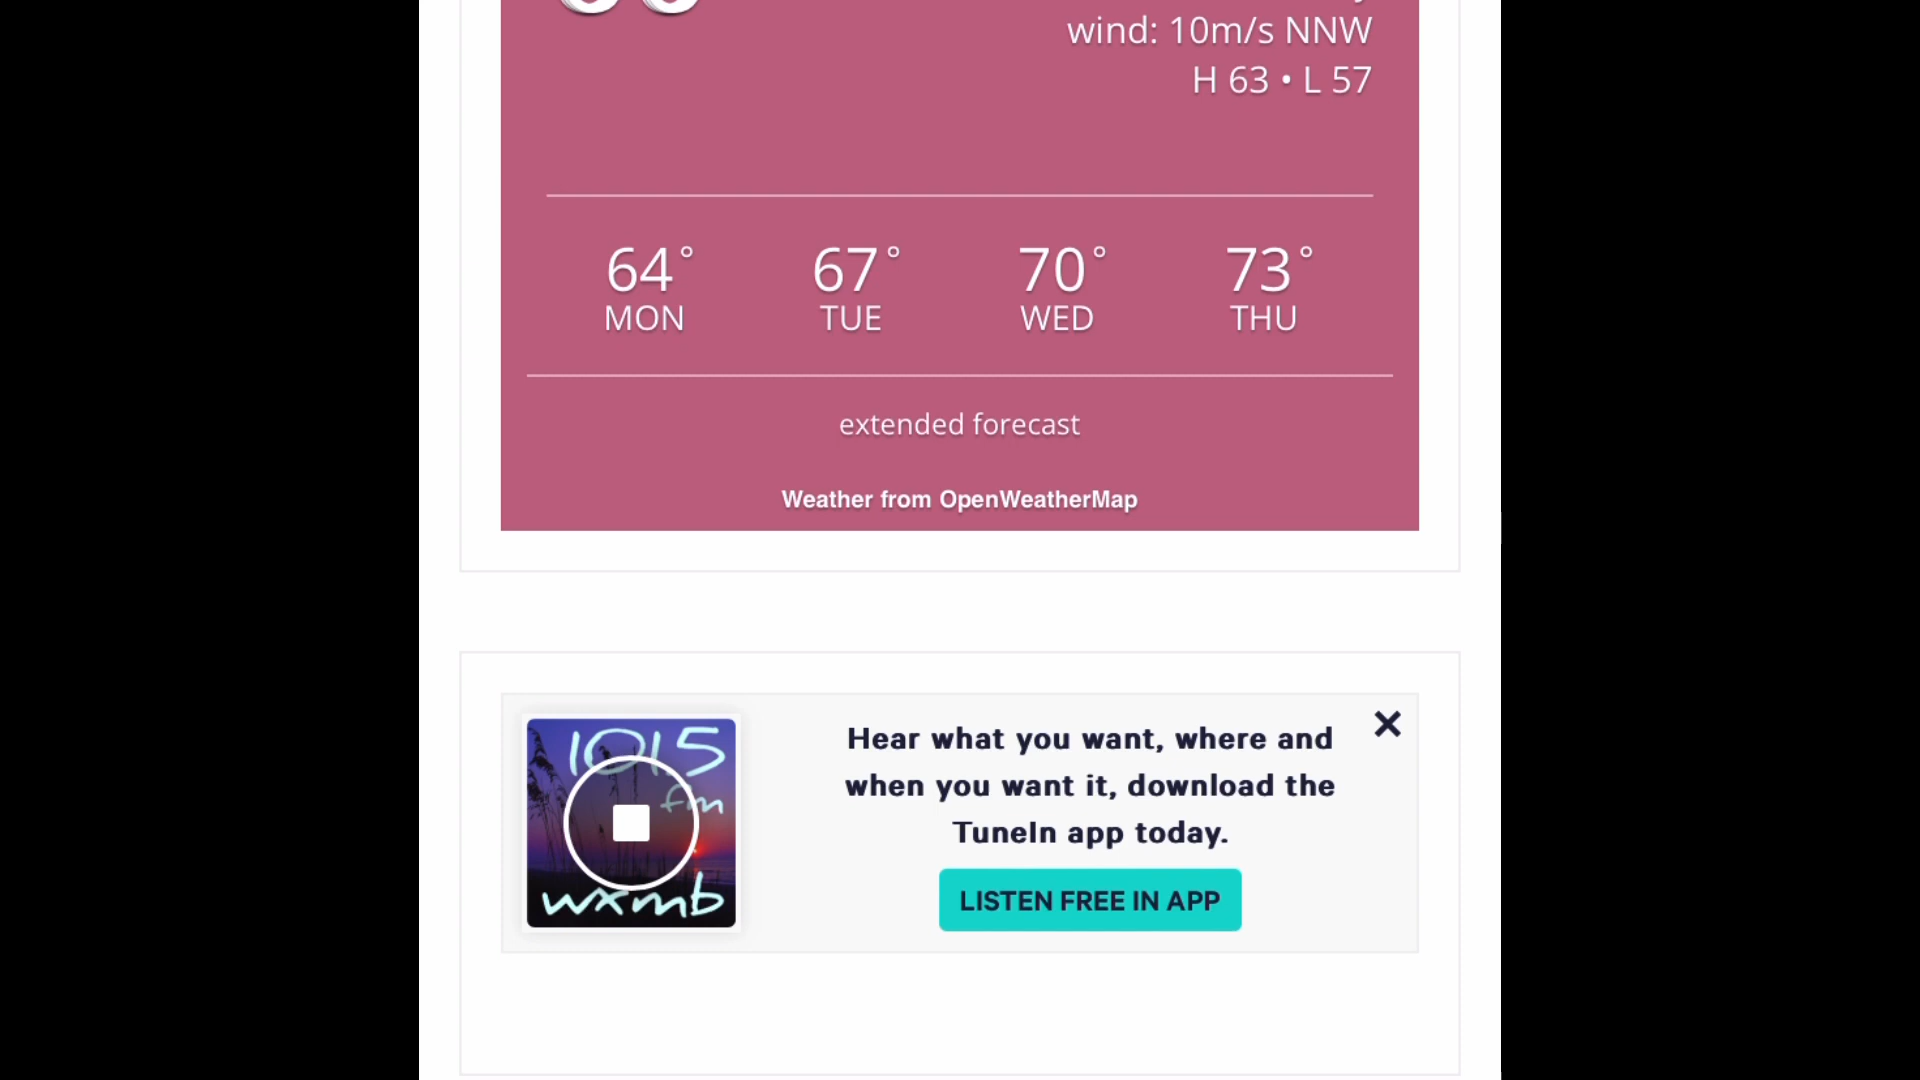 wind: 10m/s NNW
H 63 • L 57
64° 67° 70° 73°
MON TUE WED THU
extended forecast
Weather from OpenWeatherMap
101.5
fm
wxmb
Hear what you want, where and
when you want it, download the
TuneIn app today.
LISTEN FREE IN APP